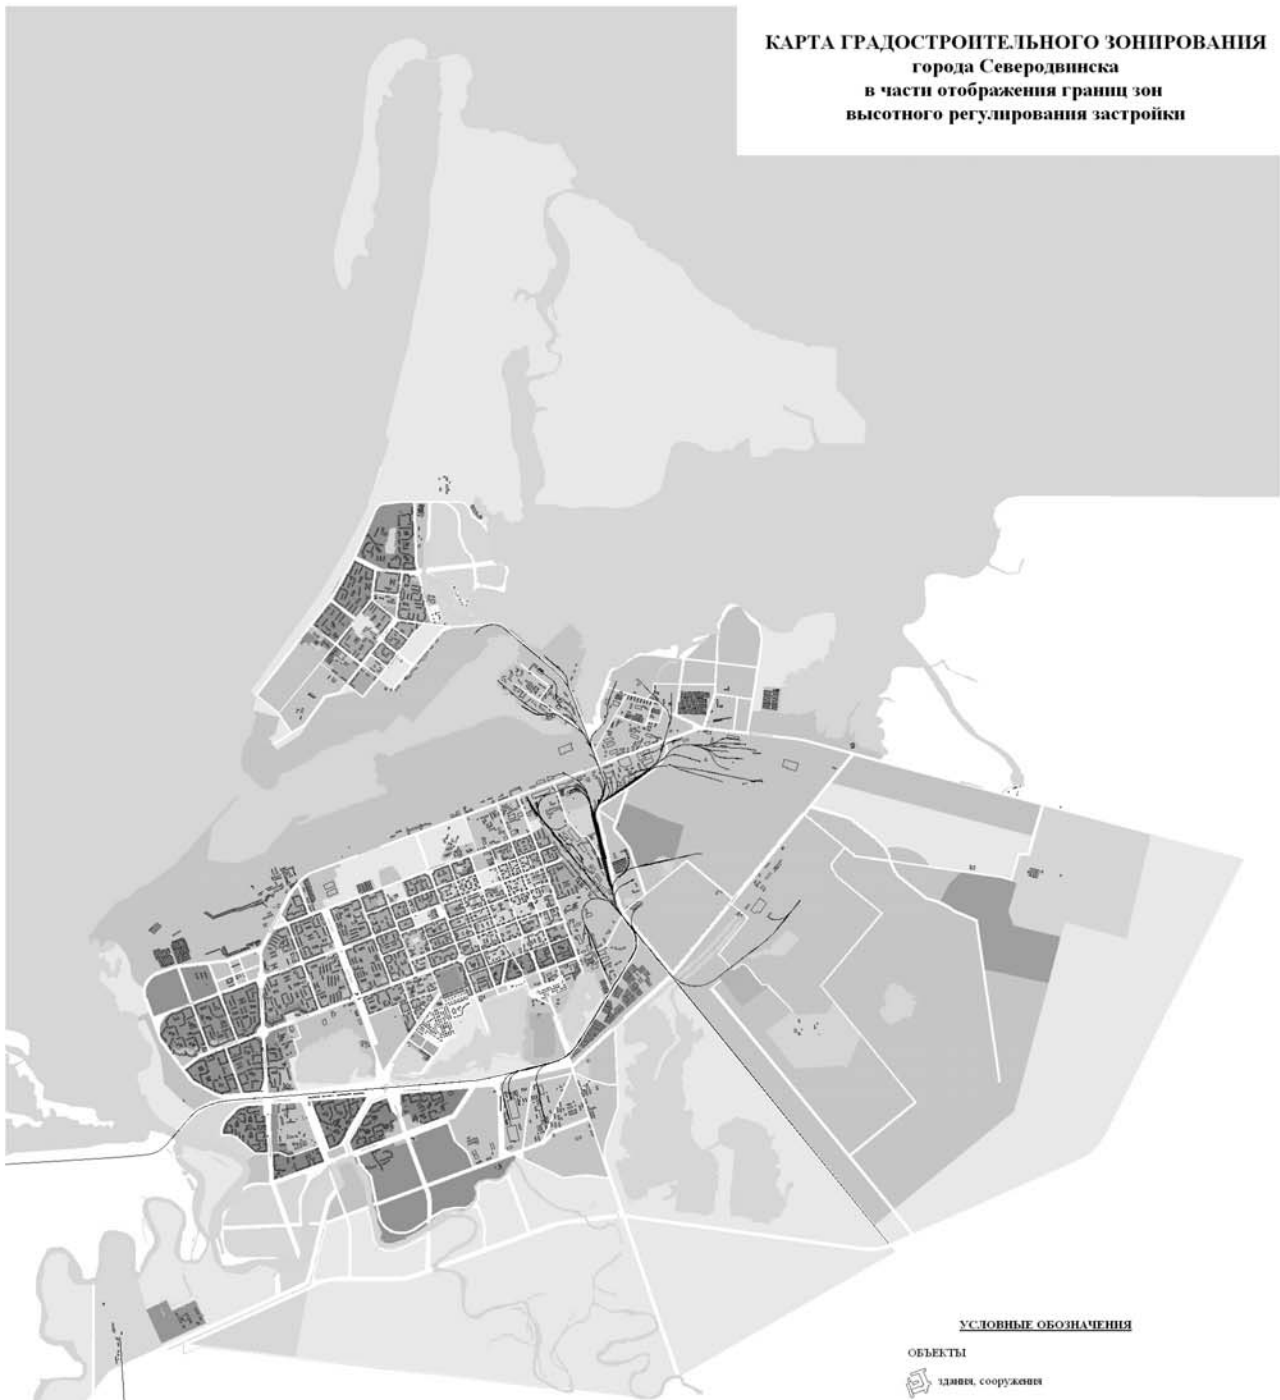 КАРТА ГРАДОСТРОИТЕЛЬНОГО ЗОНИРОВАНИЯ
города Северодвинска
в части отображения границ зон
высотного регулирования застройки
УСЛОВНЫЕ ОБОЗНАЧЕНИЯ
ОБЪЕКТЫ
здания, сооружения